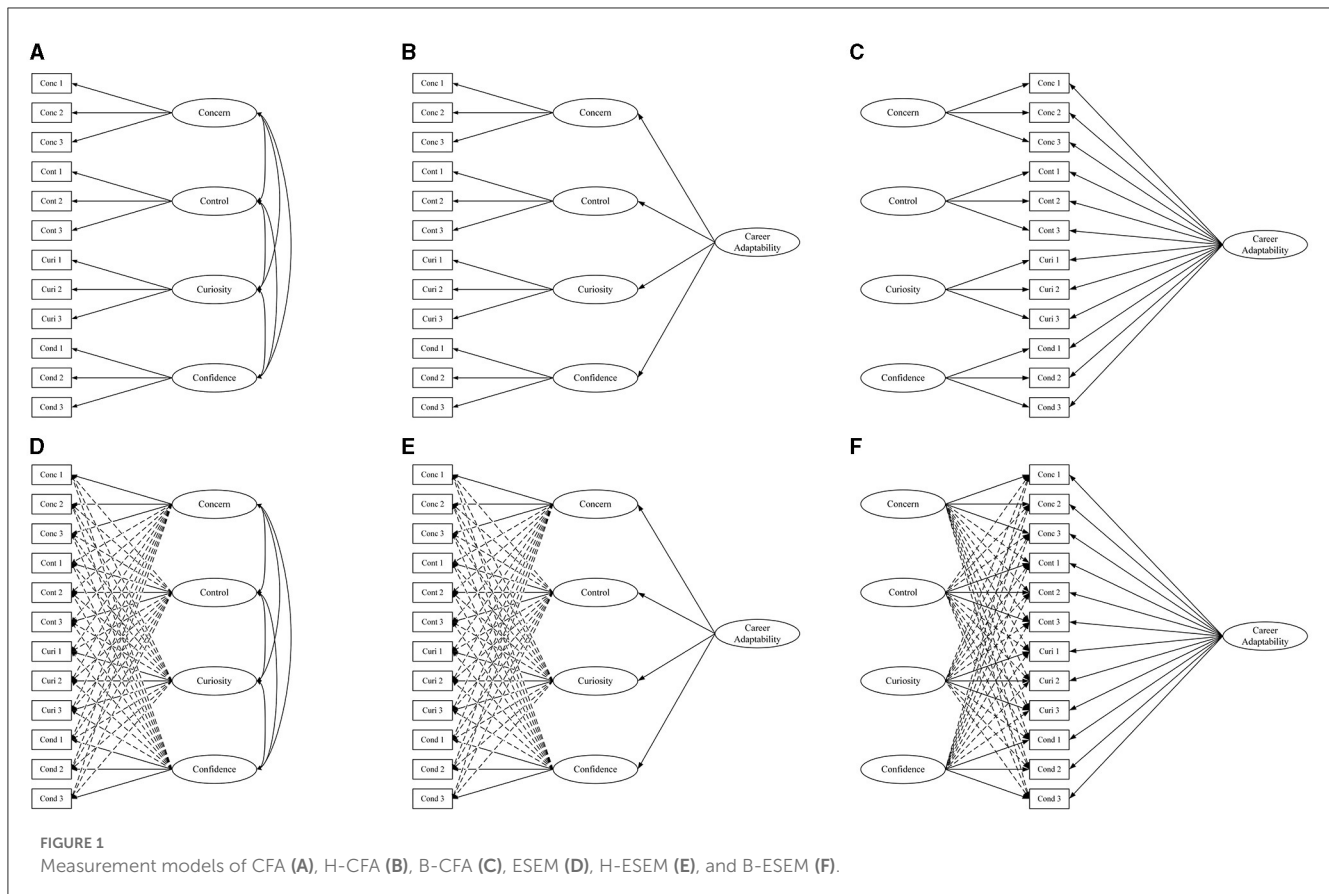 A
Conc 1
Conc 2
Conc 3
Cont 1
Cont 2
Cont 3
Curi 1
Curi 2
Curi 3
Cond 1
Cond 2
Cond 3
Concern
Control
Curiosity
Confidence
B
Conc 1
Conc 2
Conc 3
Cont 1
Cont 2
Cont 3
Curi 1
Curi 2
Curi 3
Cond 1
Cond 2
Cond 3
Concern
Control
Curiosity
Confidence
Career
Adaptability
C
Concern
Control
Curiosity
Confidence
Conc 1
Conc 2
Conc 3
Cont 1
Cont 2
Cont 3
Curi 1
Curi 2
Curi 3
Cond 1
Cond 2
Cond 3
Career
Adaptability
D
Conc 1
Conc 2
Conc 3
Cont 1
Cont 2
Cont 3
Curi 1
Curi 2
Curi 3
Cond 1
Cond 2
Cond 3
Concern
Control
Curiosity
Confidence
E
Conc 1
Conc 2
Conc 3
Cont 1
Cont 2
Cont 3
Curi 1
Curi 2
Curi 3
Cond 1
Cond 2
Cond 3
Concern
Control
Curiosity
Confidence
Career
Adaptability
F
Concern
Control
Curiosity
Confidence
Conc 1
Conc 2
Conc 3
Cont 1
Cont 2
Cont 3
Curi 1
Curi 2
Curi 3
Cond 1
Cond 2
Cond 3
Career
Adaptability
FIGURE 1
Measurement models of CFA (A), H-CFA (B), B-CFA (C), ESEM (D), H-ESEM (E), and B-ESEM (F).